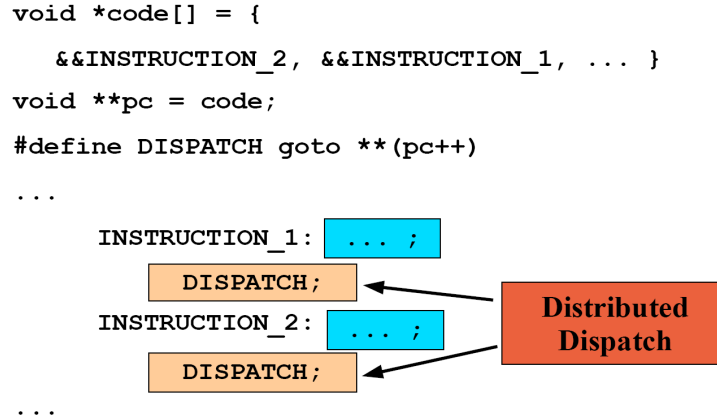 void *code[] = {
&&INSTRUCTION_2, &&INSTRUCTION_1, ... }
void **pc = code;
#define DISPATCH goto **(pc++)
...
INSTRUCTION_1: ... ;
DISPATCH;
INSTRUCTION_2: ... ;
DISPATCH;
...
Distributed
Dispatch